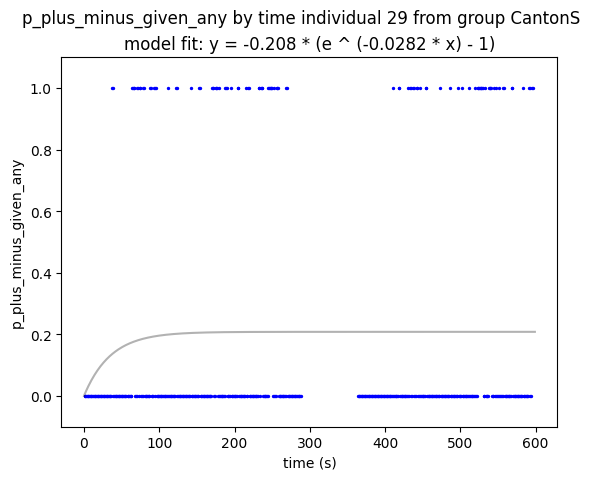 p_plus_minus_given_any by time individual 29 from group CantonS
model fit: y = -0.208 * (e ^ (-0.0282 * x) - 1)
1.0
0.8
0.6
0.4
0.2
0.0
p_plus_minus_given_any
0 100 200 300 400 500 600
time (s)